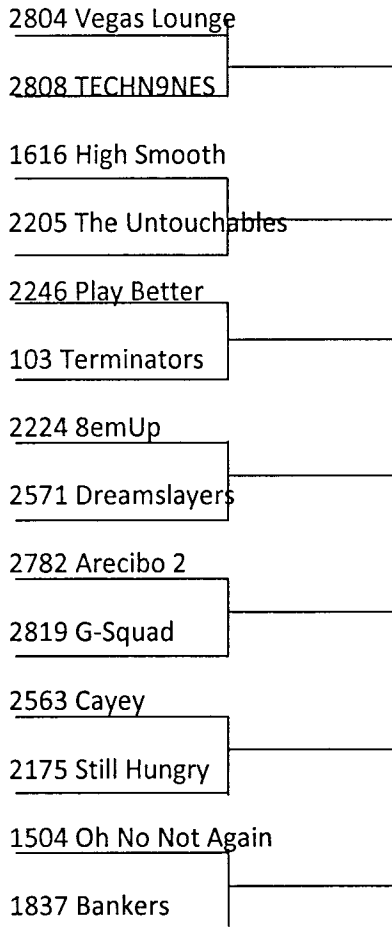 2804 Vegas Lounge
2808 TECHN9NES
1616 High Smooth
2205 The Untouchables
2246 Play Better
103 Terminators
2224 8emUp
2571 Dreamslayers
2782 Arecibo 2
2819 G-Squad
2563 Cayey
2175 Still Hungry
1504 Oh No Not Again
1837 Bankers